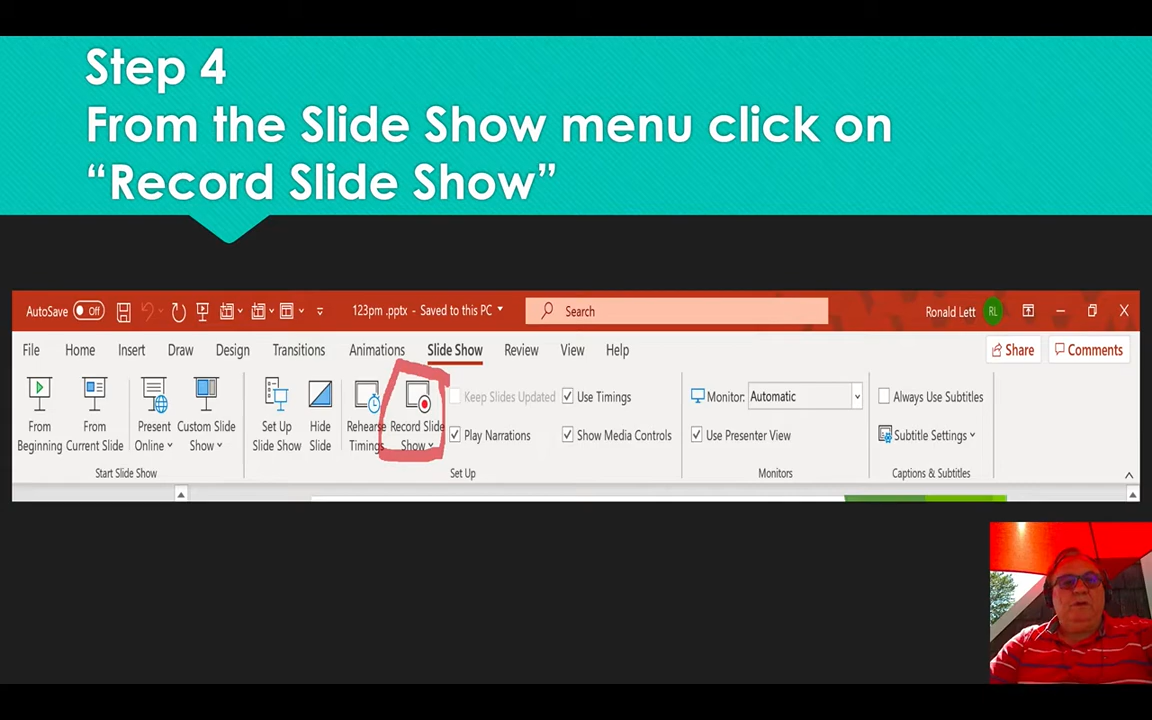 Step 4
From the Slide Show menu click on
“Record Slide Show”
AutoSave Off 123pm .pptx - Saved to this PC Search Ronald Lett RL
File Home Insert Draw Design Transitions Animations Slide Show Review View Help Share Comments
From Beginning
From Current Slide
Present Online
Custom Slide Show
Set Up Slide Show
Hide Slide
Rehearse Timings
Record Slide Show
Keep Slides Updated
Play Narrations
Use Timings
Show Media Controls
Monitor: Automatic
Use Presenter View
Always Use Subtitles
Subtitle Settings
Start Slide Show Set Up Monitors Captions & Subtitles